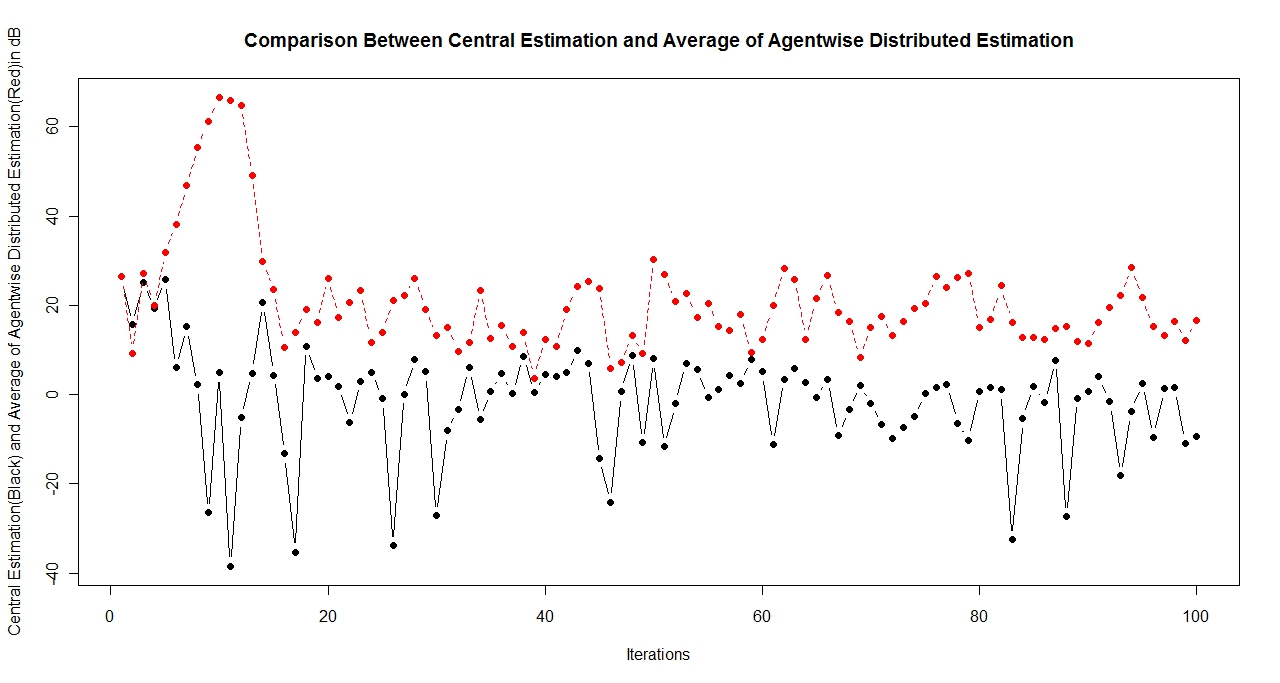 Comparison Between Central Estimation and Average of Agentwise Distributed Estimation
Central Estimation(Black) and Average of Agentwise Distributed Estimation(Red)in dB
60
40
20
0
-20
-40
0 20 40 60 80 100
Iterations